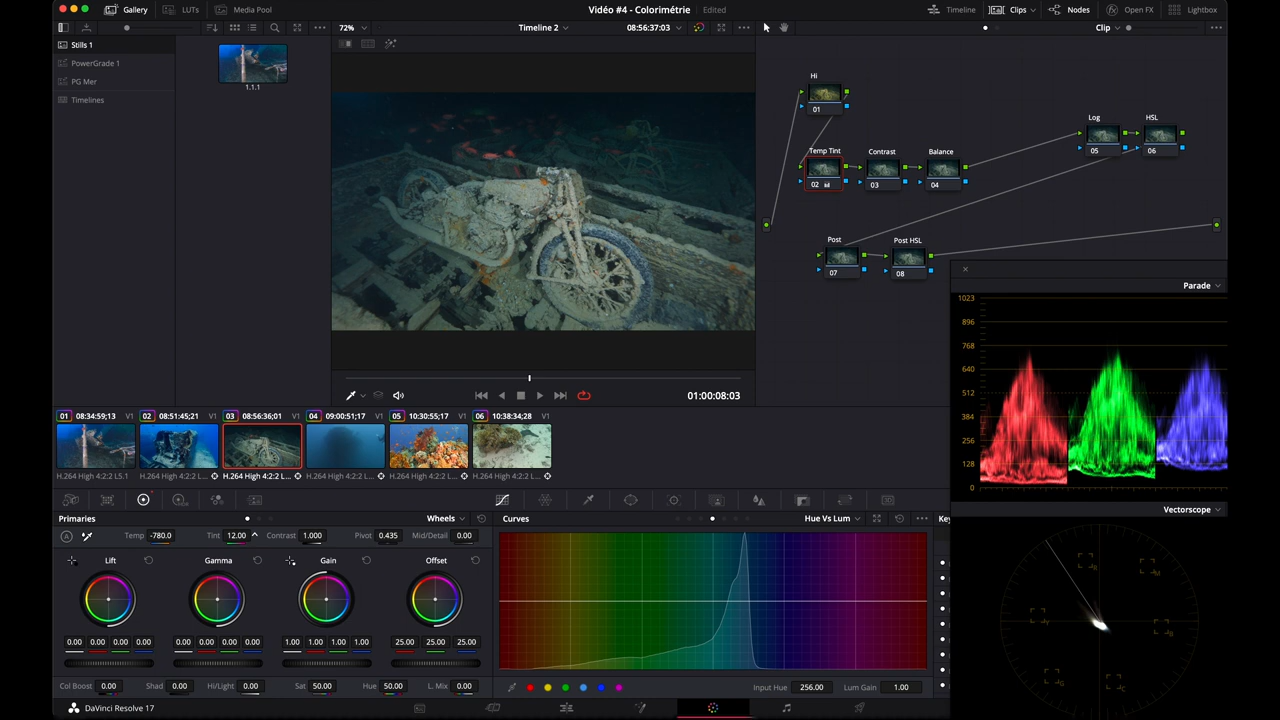 Gallery LUTs Media Pool Vidéo #4 - Colorimétrie Edited Timeline Clips Nodes Open FX Lightbox
72% Timeline 2 08:56:37:03 Clip
Stills 1
PowerGrade 1
PG Mer
Timelines
1.1.1
Hi
01
Temp Tint Contrast Balance
02 03 04
Log HSL
05 06
Post Post HSL
07 08
Parade
1023
896
768
640
512
384
256
128
0
01:00:08:03
01 08:34:59;13 V1 02 08:51:45;21 V1 03 08:56:36;01 V1 04 09:00:51;17 V1 05 10:30:55;17 V1 06 10:38:34;28 V1
H.264 High 4:2:2 L5.1 H.264 High 4:2:2 L... H.264 High 4:2:2 L... H.264 High 4:2:2 L... H.264 High 4:2:2 L... H.264 High 4:2:2 L...
Primaries Wheels Curves Hue Vs Lum Key
Vectorscope
A Temp -780.0 Tint 12.00 Contrast 1.000 Pivot 0.435 Mid/Detail 0.00
Lift Gamma Gain Offset
0.00 0.00 0.00 0.00 0.00 0.00 0.00 0.00 1.00 1.00 1.00 1.00 25.00 25.00 25.00
Col Boost 0.00 Shad 0.00 Hi/Light 0.00 Sat 50.00 Hue 50.00 L. Mix 0.00 Input Hue 256.00 Lum Gain 1.00
DaVinci Resolve 17